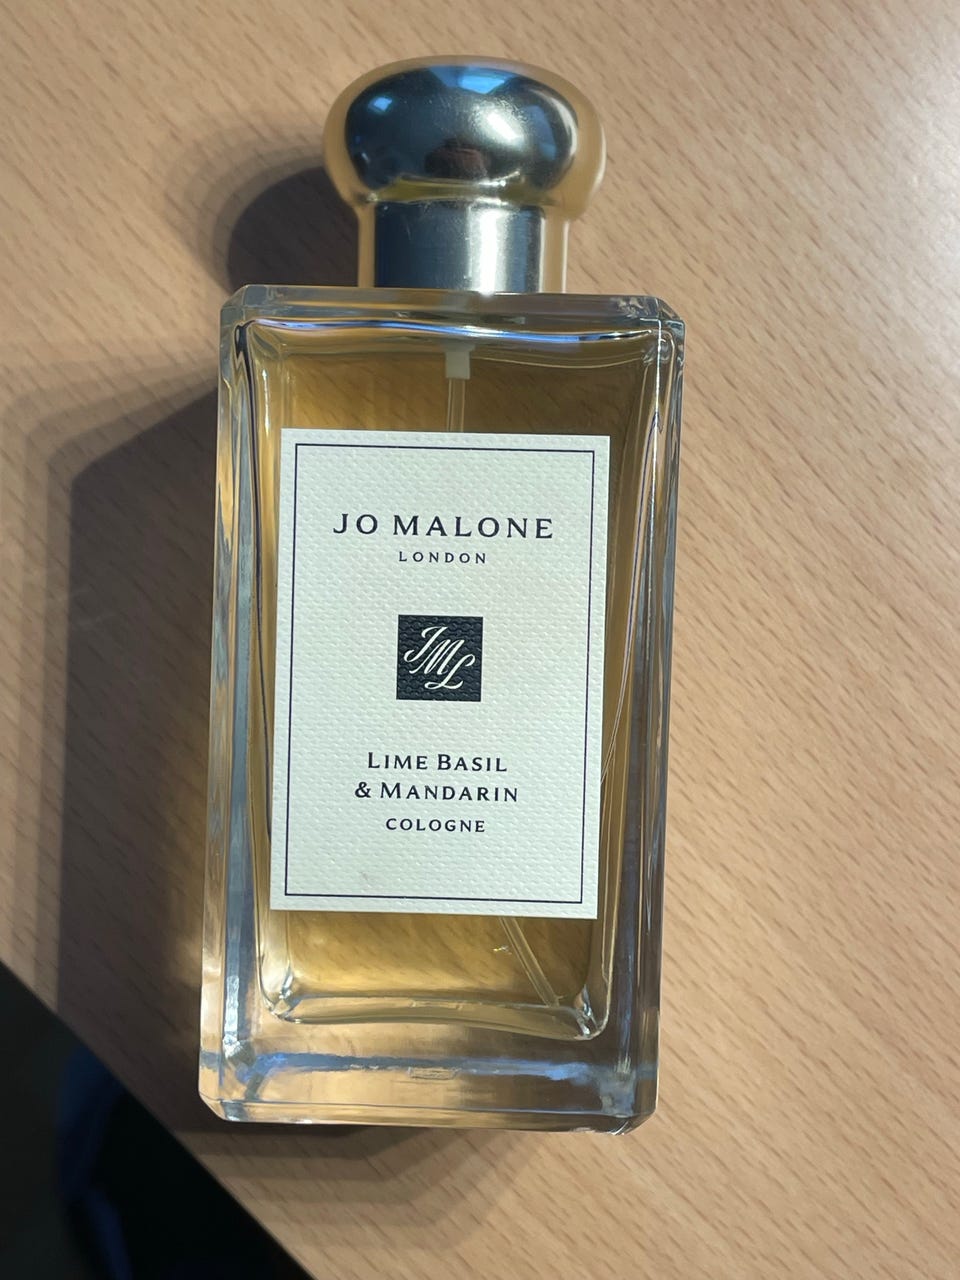 JO MALONE
LONDON
JML
LIME BASIL
& MANDARIN
COLOGNE